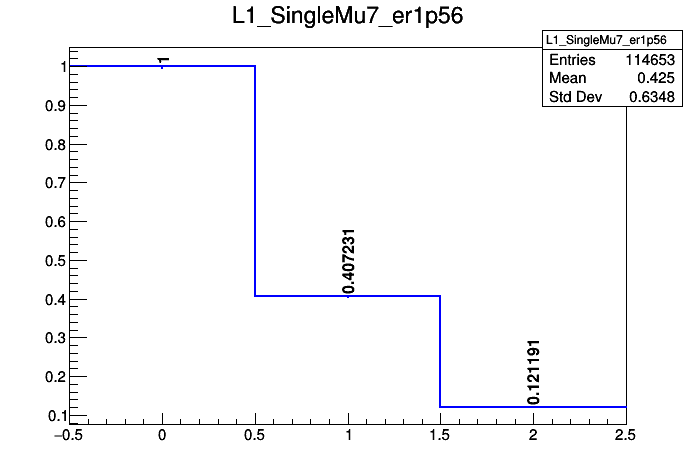 L1_SingleMu7_er1p56
L1_SingleMu7_er1p56
Entries 114653
Mean 0.425
Std Dev 0.6348
1
0.9
0.8
0.7
0.6
0.5
0.4
0.3
0.2
0.1
1
0.407231
0.121191
−0.5 0 0.5 1 1.5 2 2.5